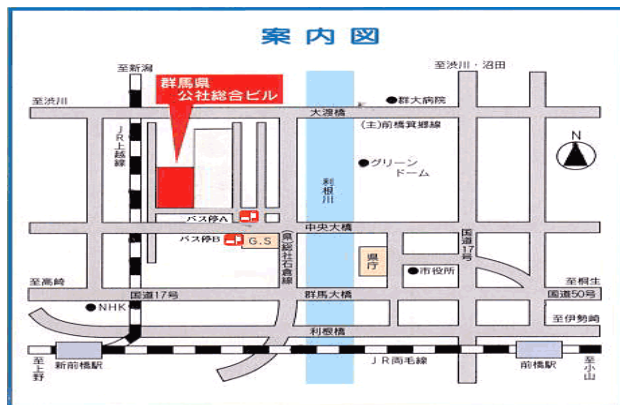 案内図
至新潟
至渋川・沼田
群馬県
公社総合ビル
至渋川
群大病院
大渡橋
(主)前橋箕郷線
JR上越線
N
グリーン
ドーム
利根川
バス停A
中央大橋
バス停B
G.S
(県)総社石倉線
国道17号
県庁
市役所
至高崎
至桐生
国道17号
群馬大橋
国道50号
NHK
至伊勢崎
利根橋
至上野
新前橋駅
JR両毛線
前橋駅
至小山